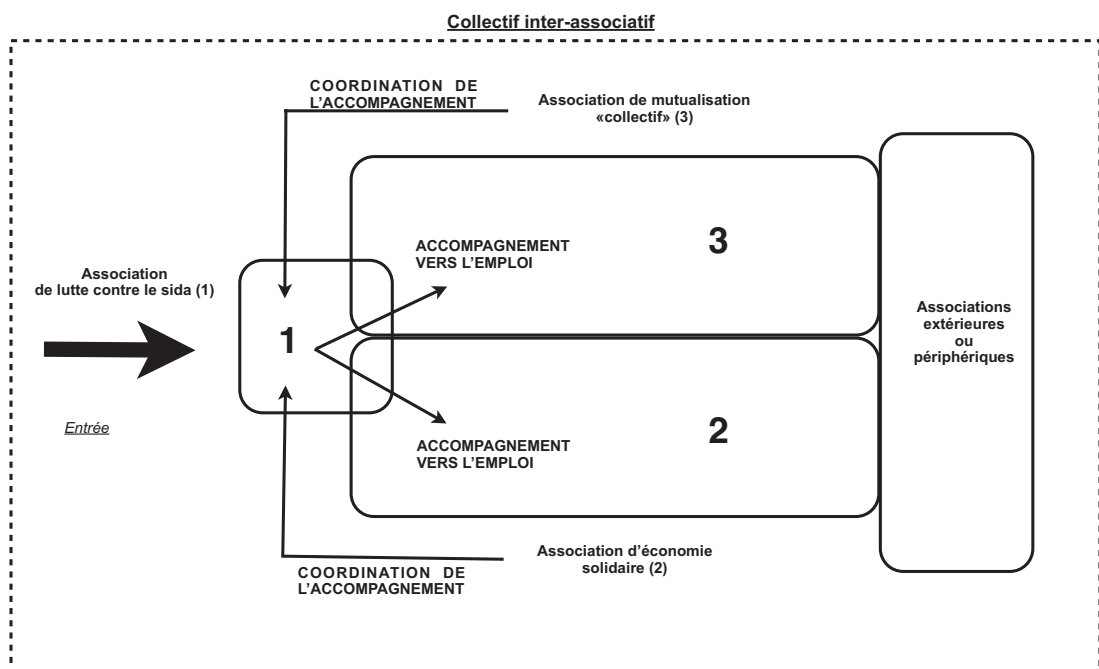 Collectif inter-associatif
COORDINATION DE
L’ACCOMPAGNEMENT
Association de mutualisation
«collectif» (3)
3
ACCOMPAGNEMENT
VERS L’EMPLOI
Association
de lutte contre le sida (1)
1
Associations
extérieures
ou
périphériques
Entrée
2
ACCOMPAGNEMENT
VERS L’EMPLOI
Association d’économie
solidaire (2)
COORDINATION DE
L’ACCOMPAGNEMENT